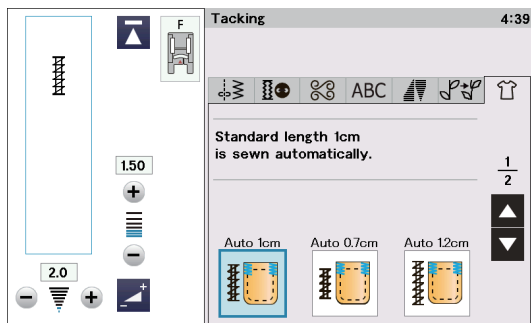 Tacking
4:39
F
ABC
Standard length 1cm
is sewn automatically.
1
2
1.50
2.0
Auto 1cm
Auto 0.7cm
Auto 1.2cm